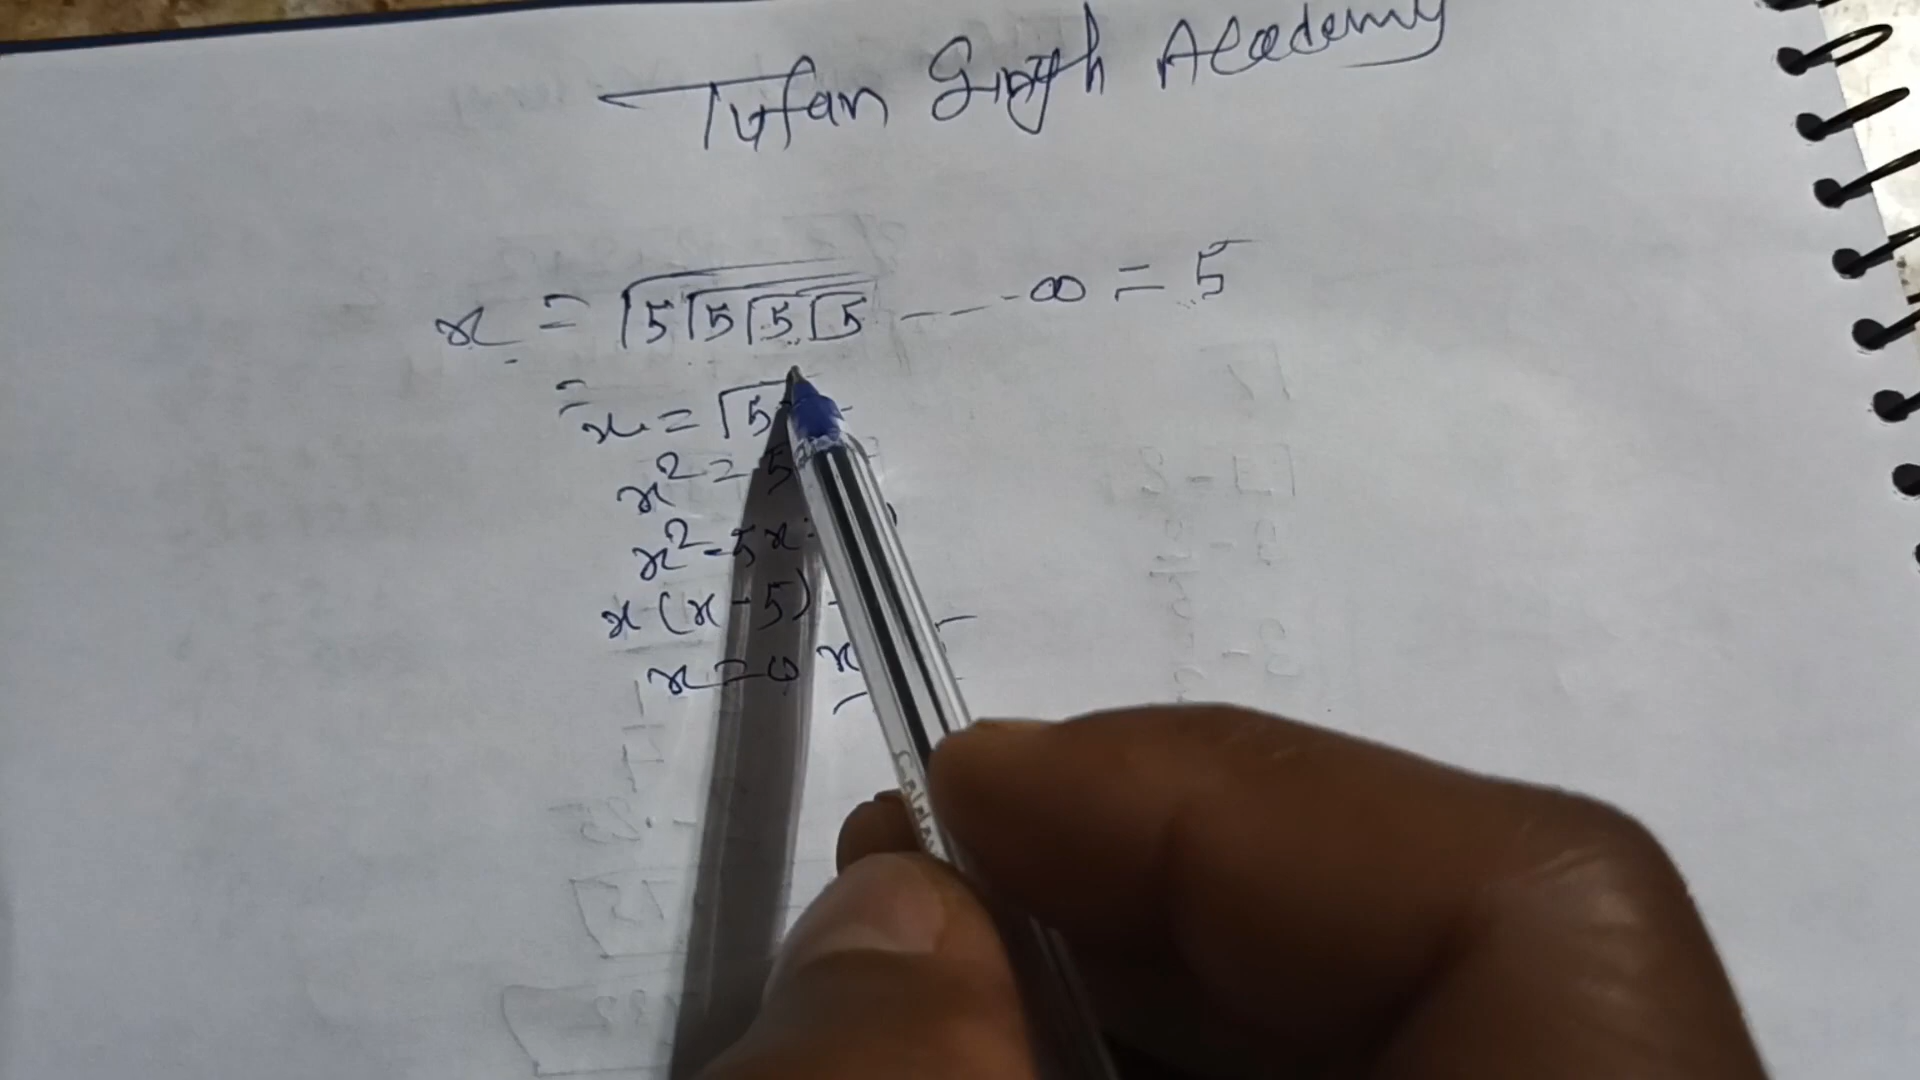 Tufan Singh Academy
x = √5√5√5√5 --- ∞ = 5
=
x = √5
x² = 5
x² - 5x =
x (x - 5)
x = 0 x